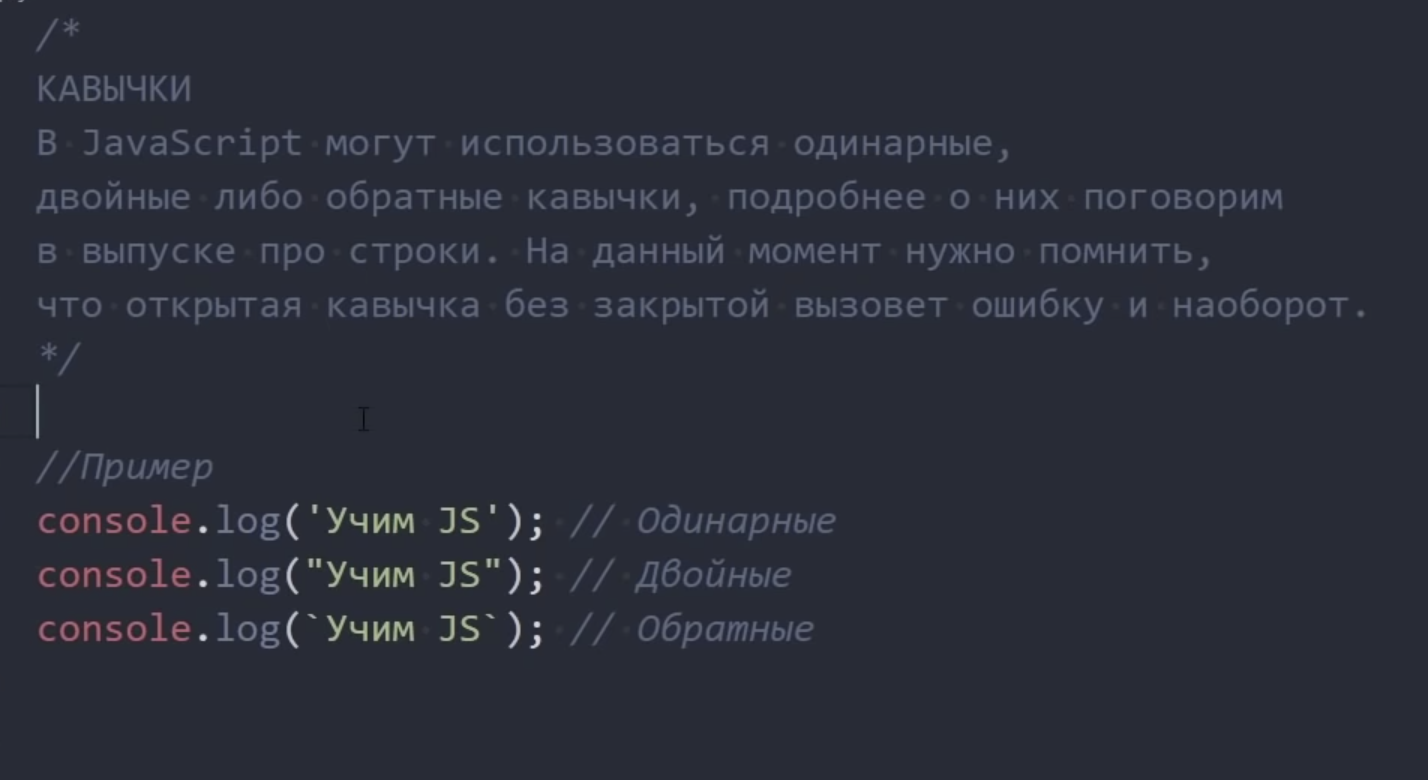 /*
КАВЫЧКИ
В JavaScript могут использоваться одинарные,
двойные либо обратные кавычки, подробнее о них поговорим
в выпуске про строки. На данный момент нужно помнить,
что открытая кавычка без закрытой вызовет ошибку и наоборот.
*/
//Пример
console.log('Учим JS'); // Одинарные
console.log("Учим JS"); // Двойные
console.log(`Учим JS`); // Обратные